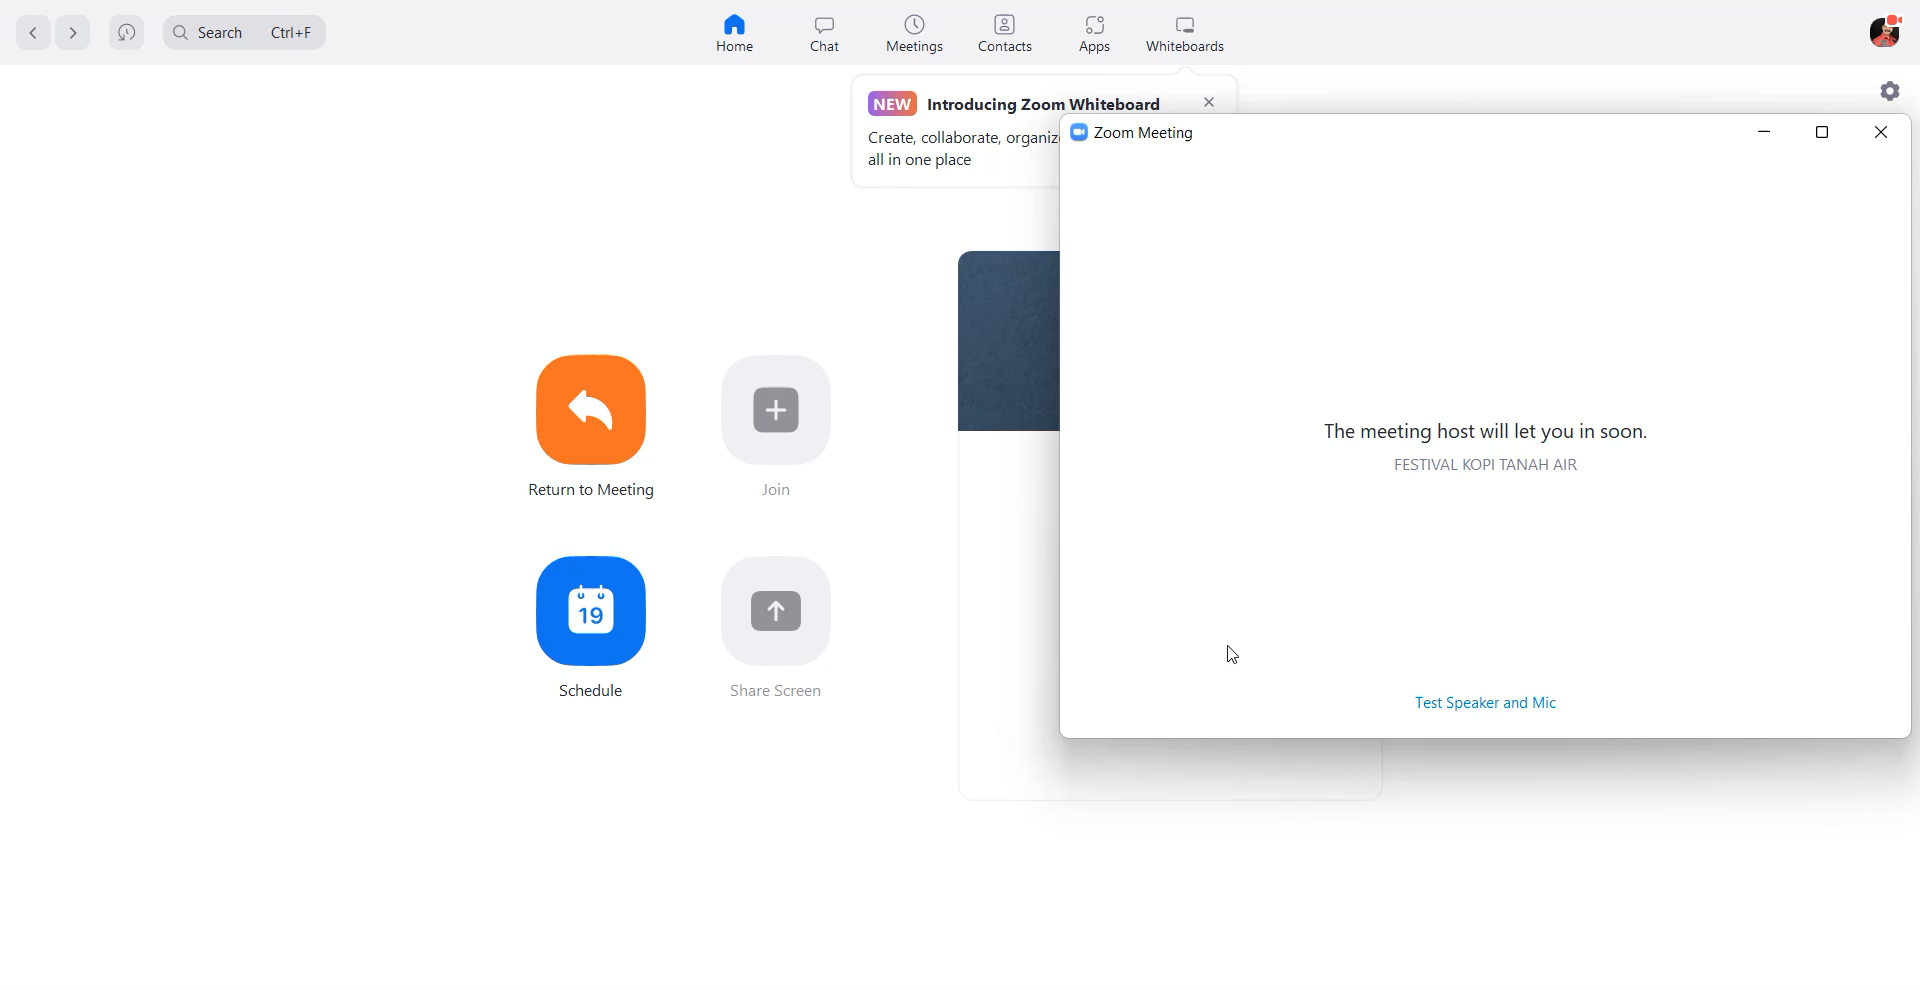 Search Ctrl+F
Home
Chat
Meetings
Contacts
Apps
Whiteboards
NEW Introducing Zoom Whiteboard
Create, collaborate, organiz
all in one place
Zoom Meeting
The meeting host will let you in soon.
FESTIVAL KOPI TANAH AIR
Test Speaker and Mic
Return to Meeting
Join
19
Schedule
Share Screen